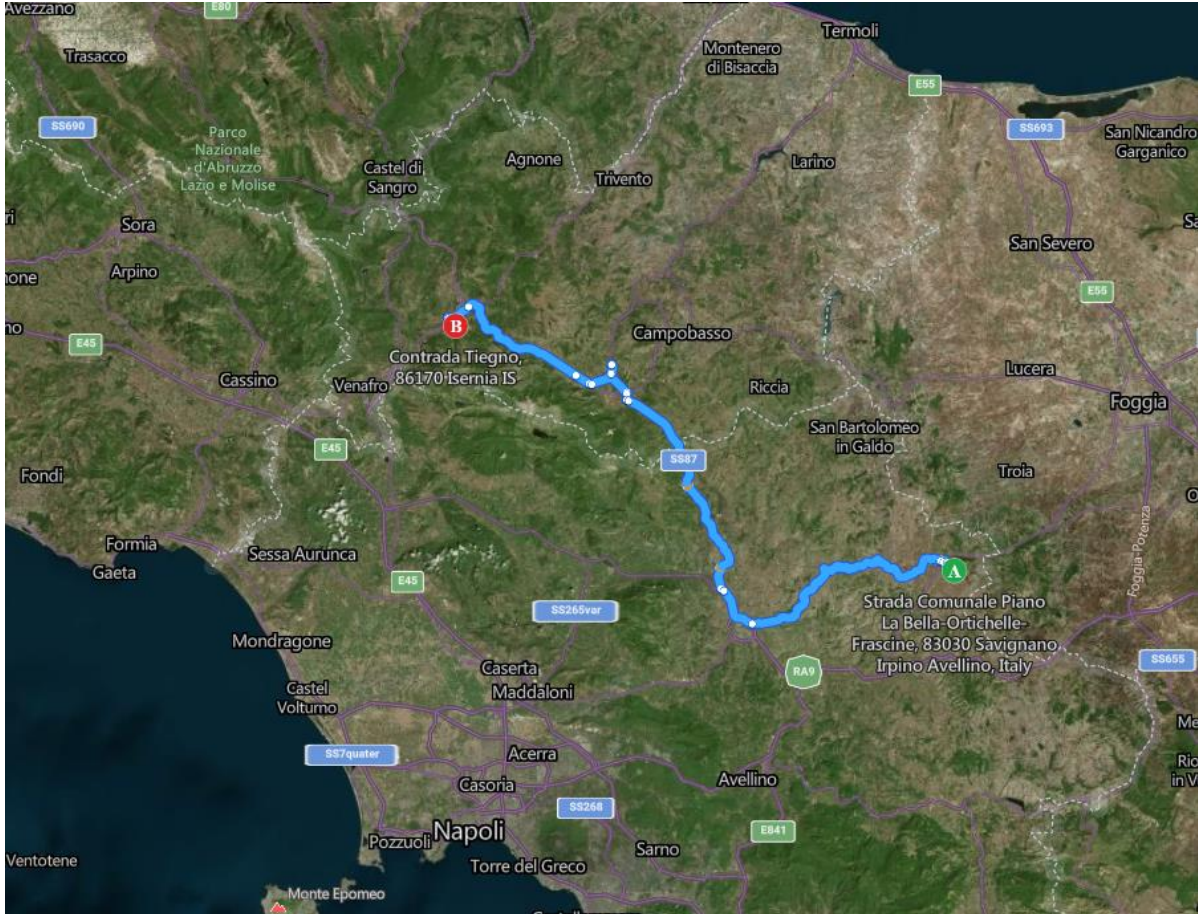 Avezzano
E80
Termoli
Trasacco
Montenero
di Bisaccia
E55
SS690
SS693
Parco
Nazionale
d'Abruzzo
Lazio e Molise
San Nicandro
Garganico
Castel di
Sangro
Agnone
Trivento
Larino
Sora
San Severo
Arpino
E55
E45
B
Campobasso
Contrada Tiegno,
86170 Isernia IS
Cassino
Venafro
Riccia
Lucera
Foggia
San Bartolomeo
in Galdo
E45
SS87
Troia
Fondi
Foggia-Potenza
Formia
Gaeta
Sessa Aurunca
E45
A
SS265var
Strada Comunale Piano
La Bella-Ortichelle-
Frascine, 83030 Savignano
Irpino Avellino, Italy
Mondragone
SS655
Caserta
RA9
Maddaloni
Castel
Volturno
SS7quater
Acerra
Avellino
Casoria
SS268
Napoli
E841
Pozzuoli
Sarno
Ventotene
Torre del Greco
Monte Epomeo